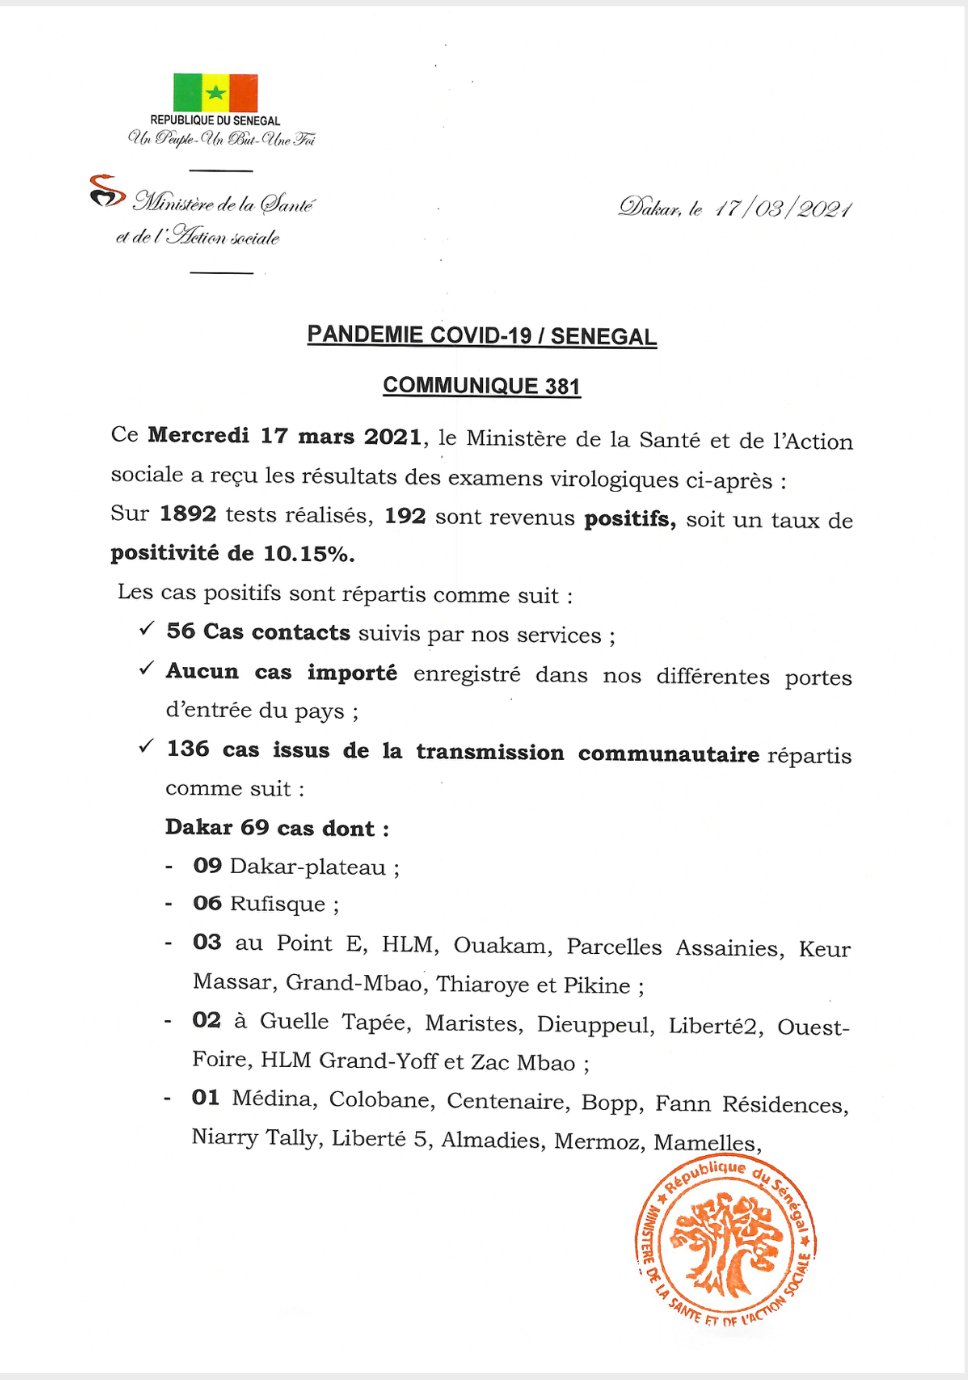 REPUBLIQUE DU SENEGAL
Un Peuple-Un But-Une Foi
Ministère de la Santé
et de l'Action sociale
Dakar, le 17/03/2021
PANDEMIE COVID-19 / SENEGAL
COMMUNIQUE 381
Ce Mercredi 17 mars 2021, le Ministère de la Santé et de l'Action
sociale a reçu les résultats des examens virologiques ci-après :
Sur 1892 tests réalisés, 192 sont revenus positifs, soit un taux de
positivité de 10.15%.
Les cas positifs sont répartis comme suit :
✓ 56 Cas contacts suivis par nos services ;
✓ Aucun cas importé enregistré dans nos différentes portes
d'entrée du pays ;
✓ 136 cas issus de la transmission communautaire répartis
comme suit :
Dakar 69 cas dont :
- 09 Dakar-plateau ;
- 06 Rufisque ;
- 03 au Point E, HLM, Ouakam, Parcelles Assainies, Keur
Massar, Grand-Mbao, Thiaroye et Pikine ;
- 02 à Guelle Tapée, Maristes, Dieuppeul, Liberté2, Ouest-
Foire, HLM Grand-Yoff et Zac Mbao ;
- 01 Médina, Colobane, Centenaire, Bopp, Fann Résidences,
Niarry Tally, Liberté 5, Almadies, Mermoz, Mamelles,
République du Sénégal
MINISTERE DE LA SANTE ET DE L'ACTION SOCIALE